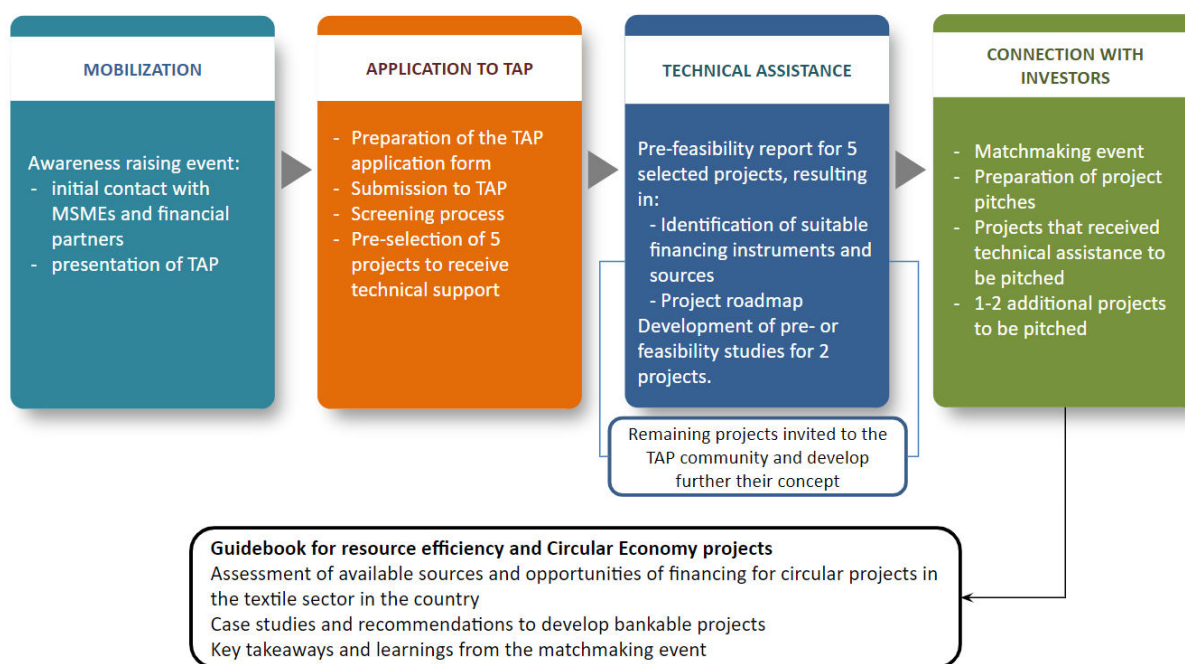 MOBILIZATION
Awareness raising event:
- initial contact with
MSMEs and financial
partners
- presentation of TAP
APPLICATION TO TAP
- Preparation of the TAP
application form
- Submission to TAP
- Screening process
- Pre-selection of 5
projects to receive
technical support
TECHNICAL ASSISTANCE
Pre-feasibility report for 5
selected projects, resulting
in:
- Identification of suitable
financing instruments and
sources
- Project roadmap
Development of pre- or
feasibility studies for 2
projects.
Remaining projects invited to the
TAP community and develop
further their concept
CONNECTION WITH
INVESTORS
- Matchmaking event
- Preparation of project
pitches
- Projects that received
technical assistance to
be pitched
- 1-2 additional projects
to be pitched
Guidebook for resource efficiency and Circular Economy projects
Assessment of available sources and opportunities of financing for circular projects in
the textile sector in the country
Case studies and recommendations to develop bankable projects
Key takeaways and learnings from the matchmaking event